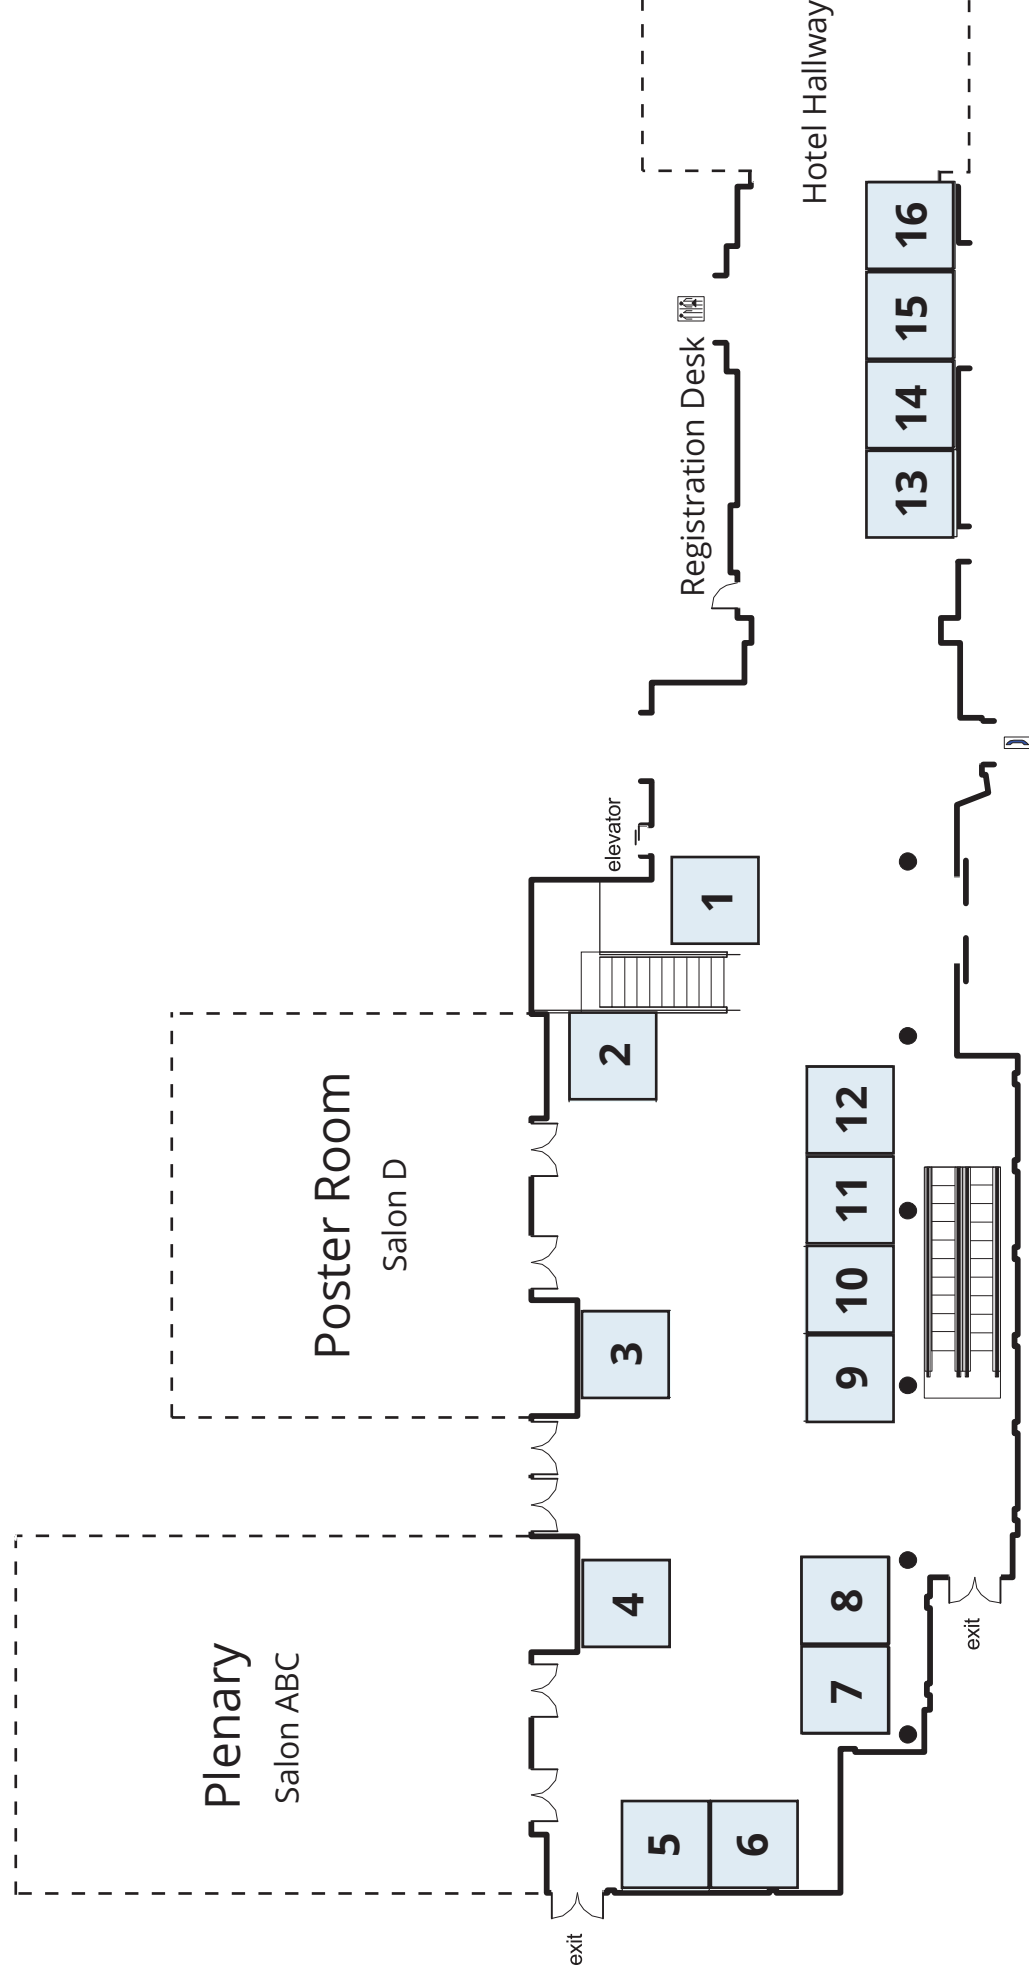 Plenary
Salon ABC
Poster Room
Salon D
Registration Desk
Hotel Hallway
elevator
exit
exit
1
2
3
4
5
6
7
8
9
10
11
12
13
14
15
16